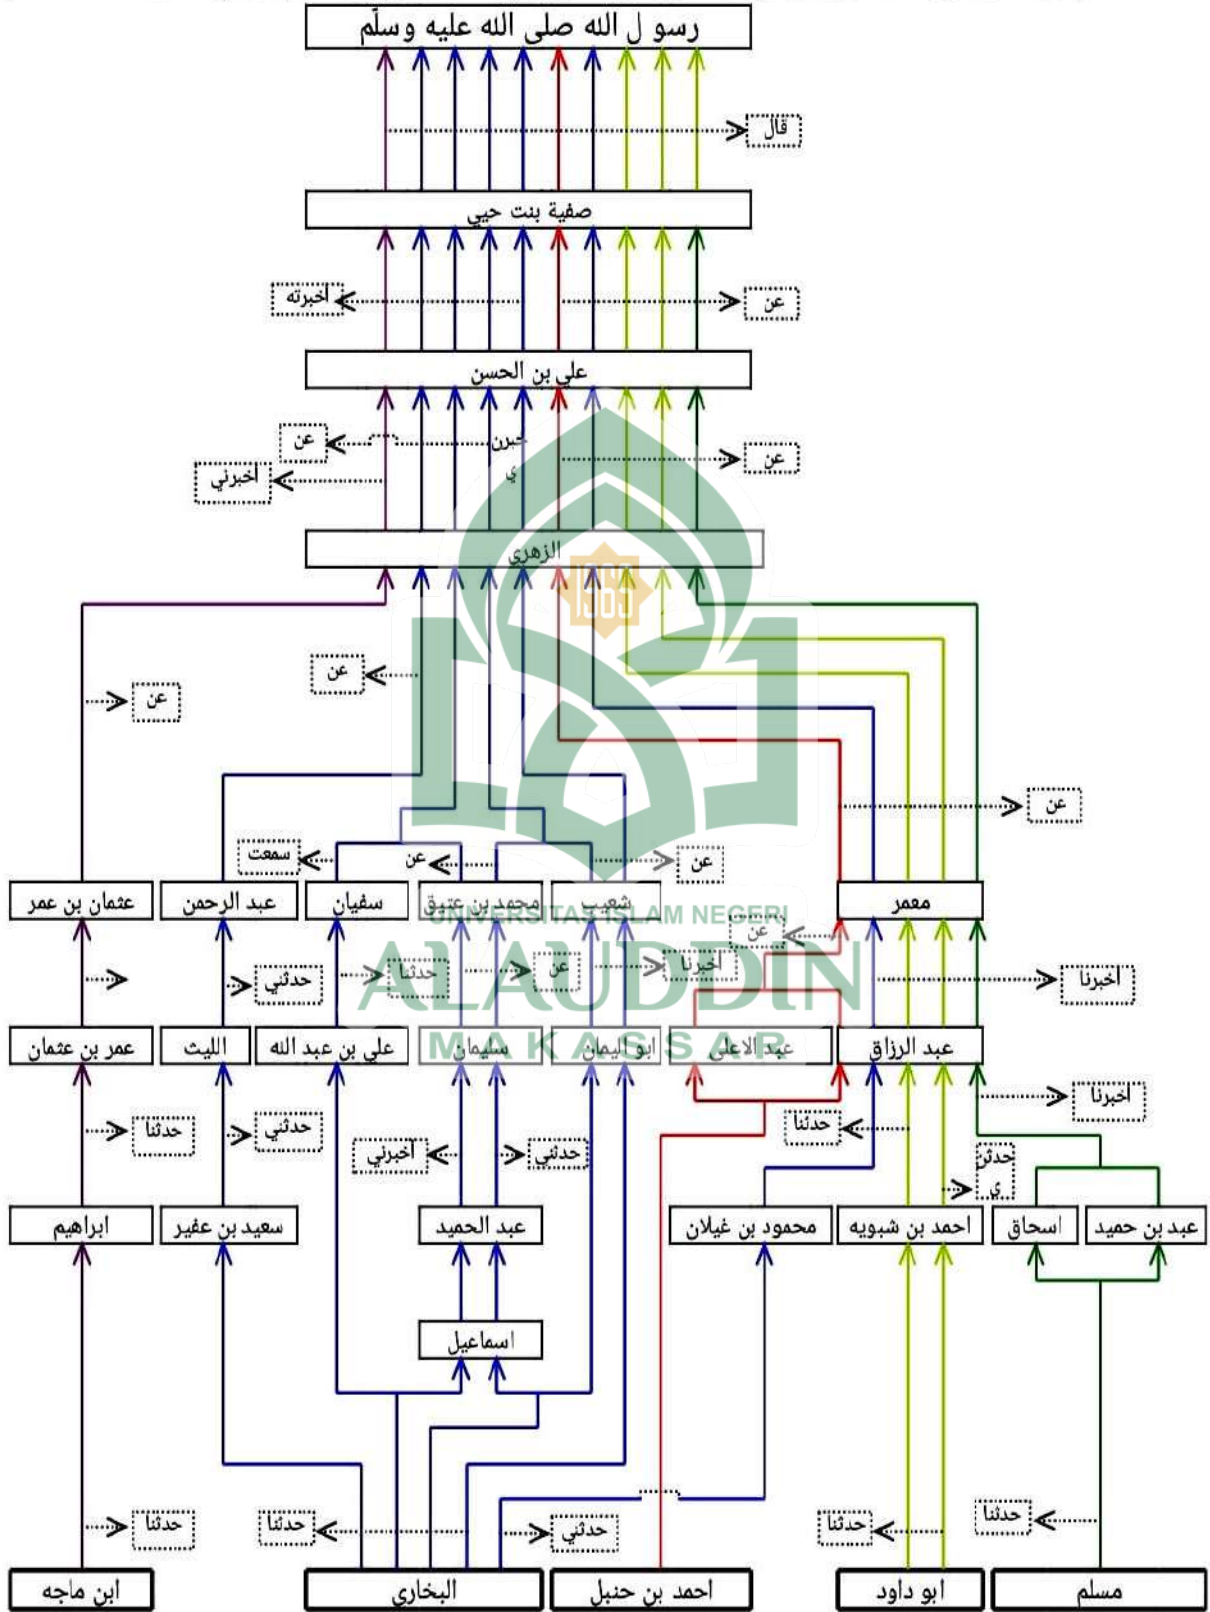 رسول الله صلى الله عليه وسلّم
قال
صفية بنت حيي
أخبرته
عن
علي بن الحسن
عن
خبرن
ي
عن
أخبرني
الزهري
1965
عن
عن
عن
سمعت
عن
عن
عثمان بن عمر
عبد الرحمن
سفيان
محمد بن عتيق
شعيب
معمر
UNIVERSITAS ISLAM NEGERI
عن
ALAUDDIN
حدثني
حدثنا
عن
أخبرنا
أخبرنا
عمر بن عثمان
الليث
علي بن عبد الله
سليمان
ابو اليمان
عبد الاعلى
عبد الرزاق
MAKASSAR
حدثنا
حدثني
أخبرني
حدثني
حدثنا
أخبرنا
حدثن
ي
ابراهيم
سعيد بن عفير
عبد الحميد
محمود بن غيلان
احمد بن شبويه
اسحاق
عبد بن حميد
اسماعيل
حدثنا
حدثنا
حدثني
حدثنا
حدثنا
ابن ماجه
البخاري
احمد بن حنبل
ابو داود
مسلم